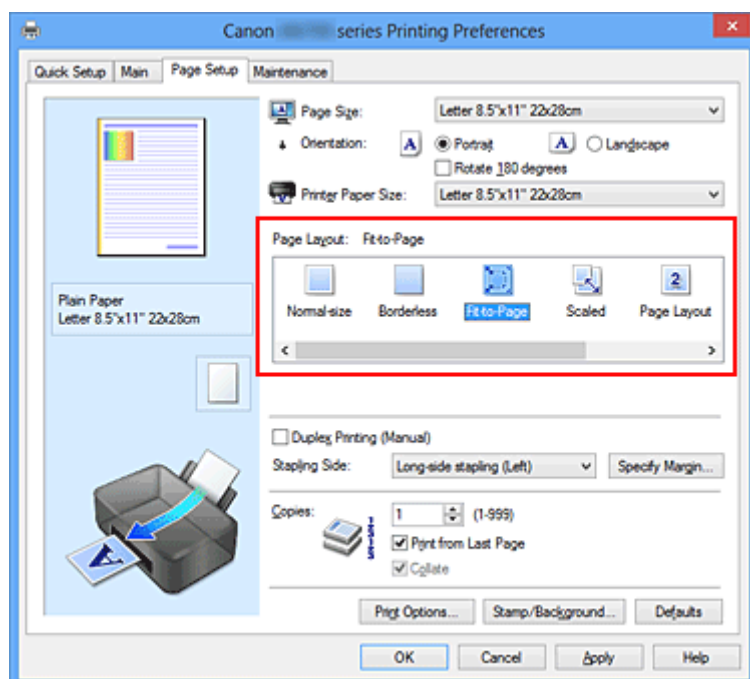 Canon series Printing Preferences
Quick Setup Main Page Setup Maintenance
Page Size: Letter 8.5"x11" 22x28cm
Orientation: A Portrait A Landscape
Rotate 180 degrees
Printer Paper Size: Letter 8.5"x11" 22x28cm
Page Layout: Fit-to-Page
Normal-size Borderless Fit-to-Page Scaled Page Layout
Plain Paper
Letter 8.5"x11" 22x28cm
Duplex Printing (Manual)
Stapling Side: Long-side stapling (Left) Specify Margin...
Copies: 1 (1-999)
Print from Last Page
Collate
Print Options... Stamp/Background... Defaults
OK Cancel Apply Help